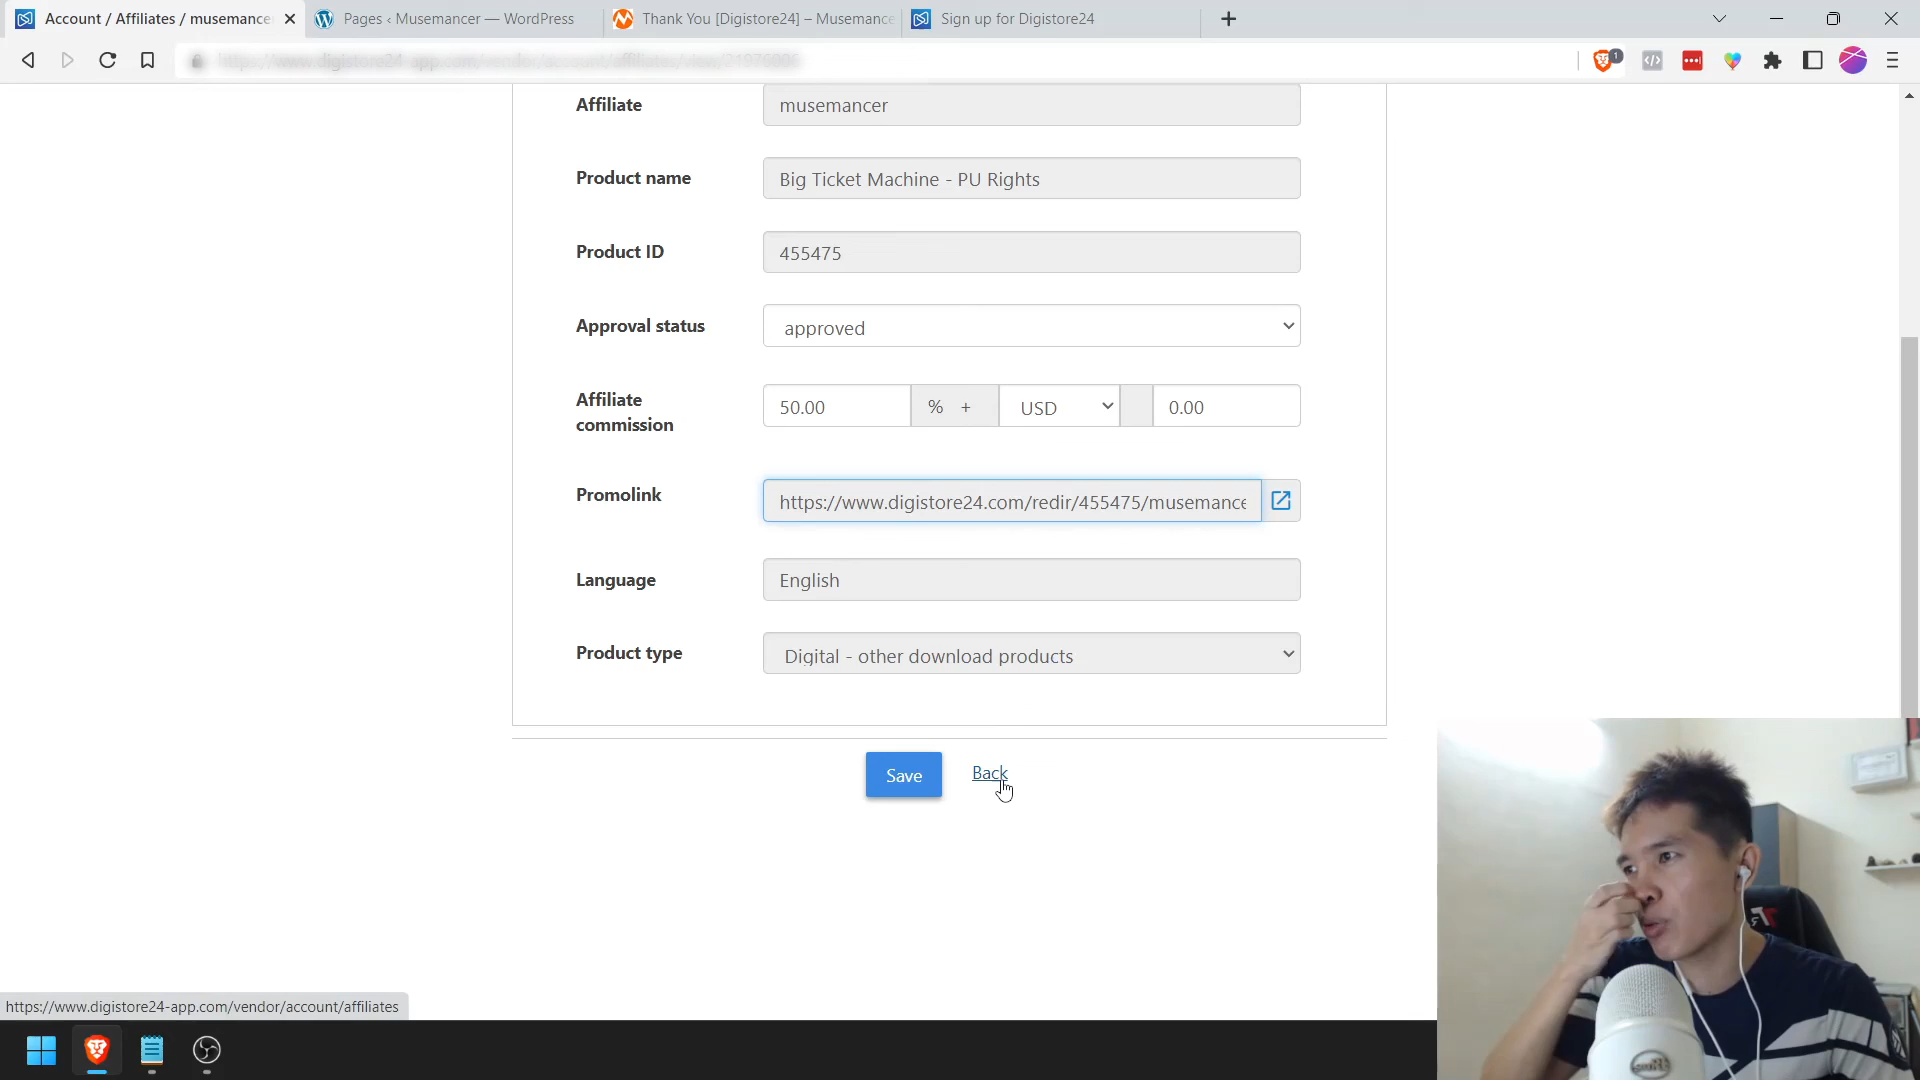 Account / Affiliates / musemance
Pages ‹ Musemancer — WordPress
Thank You [Digistore24] – Musemance
Sign up for Digistore24
1
Affiliate
musemancer
Product name
Big Ticket Machine - PU Rights
Product ID
455475
Approval status
approved
Affiliate commission
50.00
% +
USD
0.00
Promolink
https://www.digistore24.com/redir/455475/musemance
Language
English
Product type
Digital - other download products
Save
Back
https://www.digistore24-app.com/vendor/account/affiliates